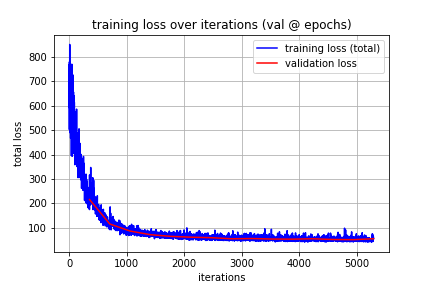 training loss over iterations (val @ epochs)
training loss (total)
validation loss
total loss
800
700
600
500
400
300
200
100
0
1000
2000
3000
4000
5000
iterations